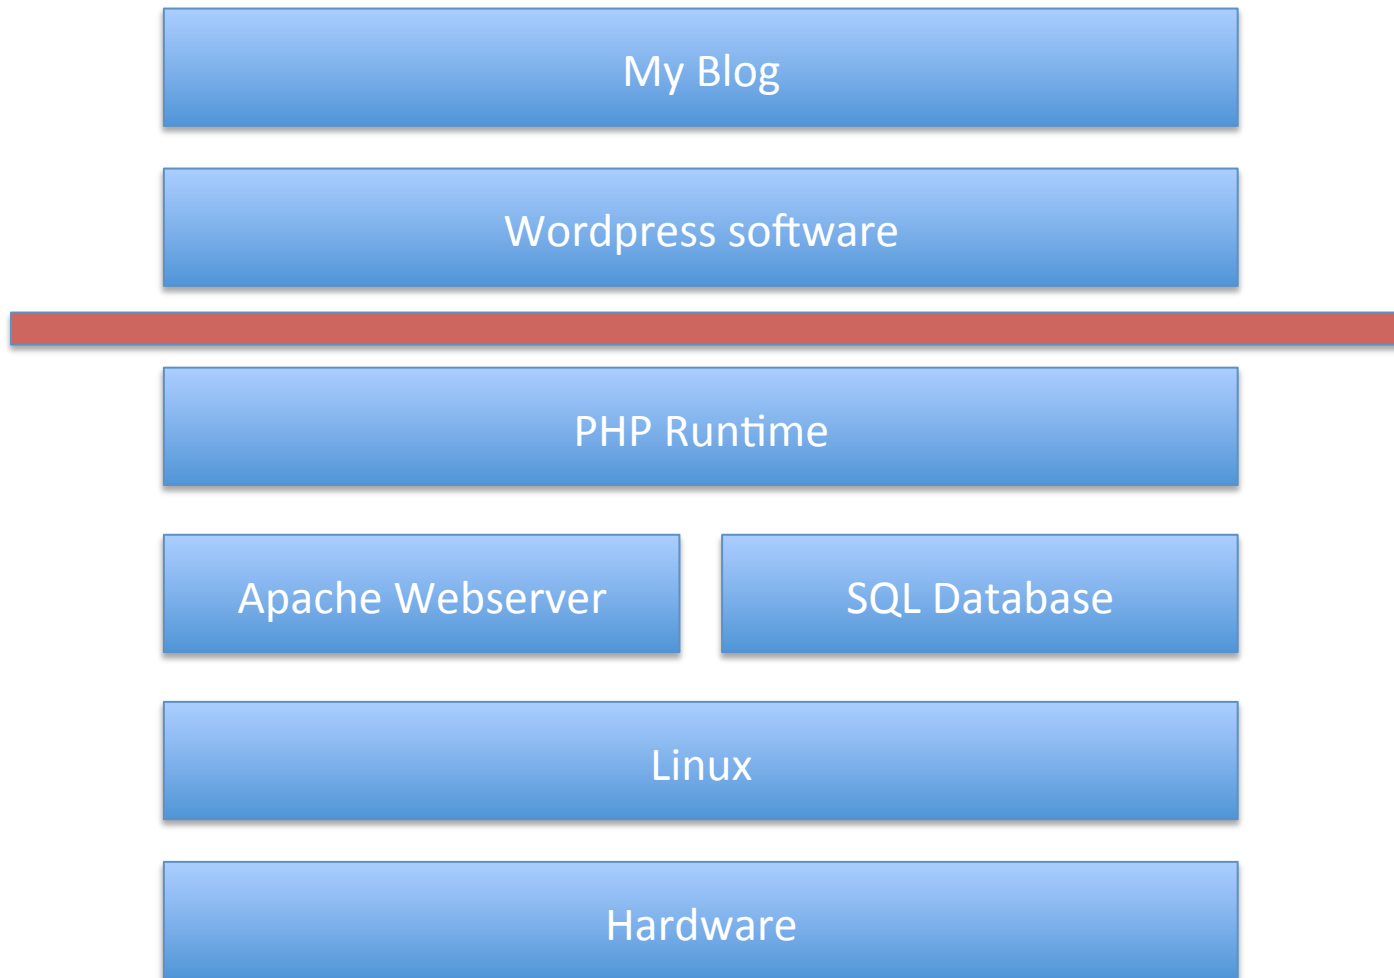 My Blog
Wordpress software
PHP Runtime
Apache Webserver
SQL Database
Linux
Hardware